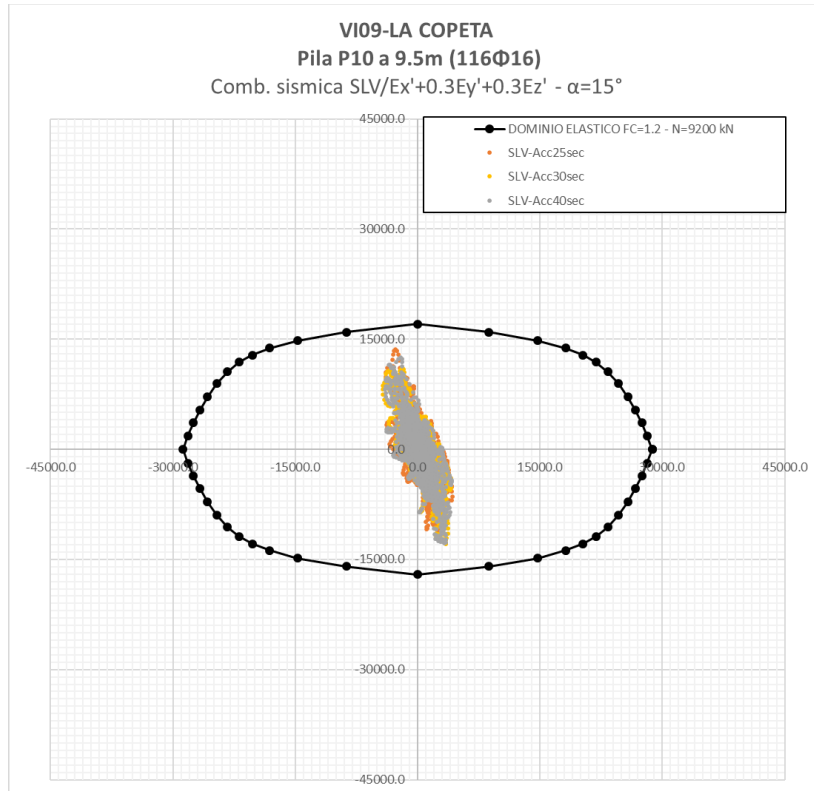 VI09-LA COPETA
Pila P10 a 9.5m (116Φ16)
Comb. sismica SLV/Ex'+0.3Ey'+0.3Ez' - α=15°
45000.0
DOMINIO ELASTICO FC=1.2 - N=9200 kN
SLV-Acc25sec
SLV-Acc30sec
SLV-Acc40sec
30000.0
15000.0
0.0
-45000.0 -30000.0 -15000.0 0.0 15000.0 30000.0 45000.0
-15000.0
-30000.0
-45000.0